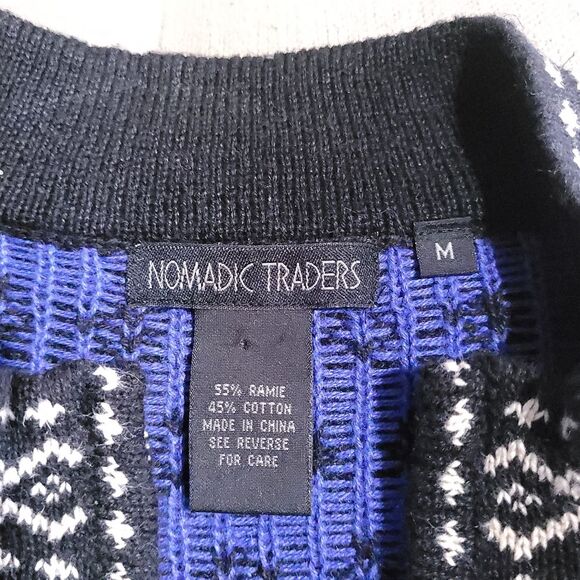 NOMADIC TRADERS
M
55% RAMIE
45% COTTON
MADE IN CHINA
SEE REVERSE
FOR CARE